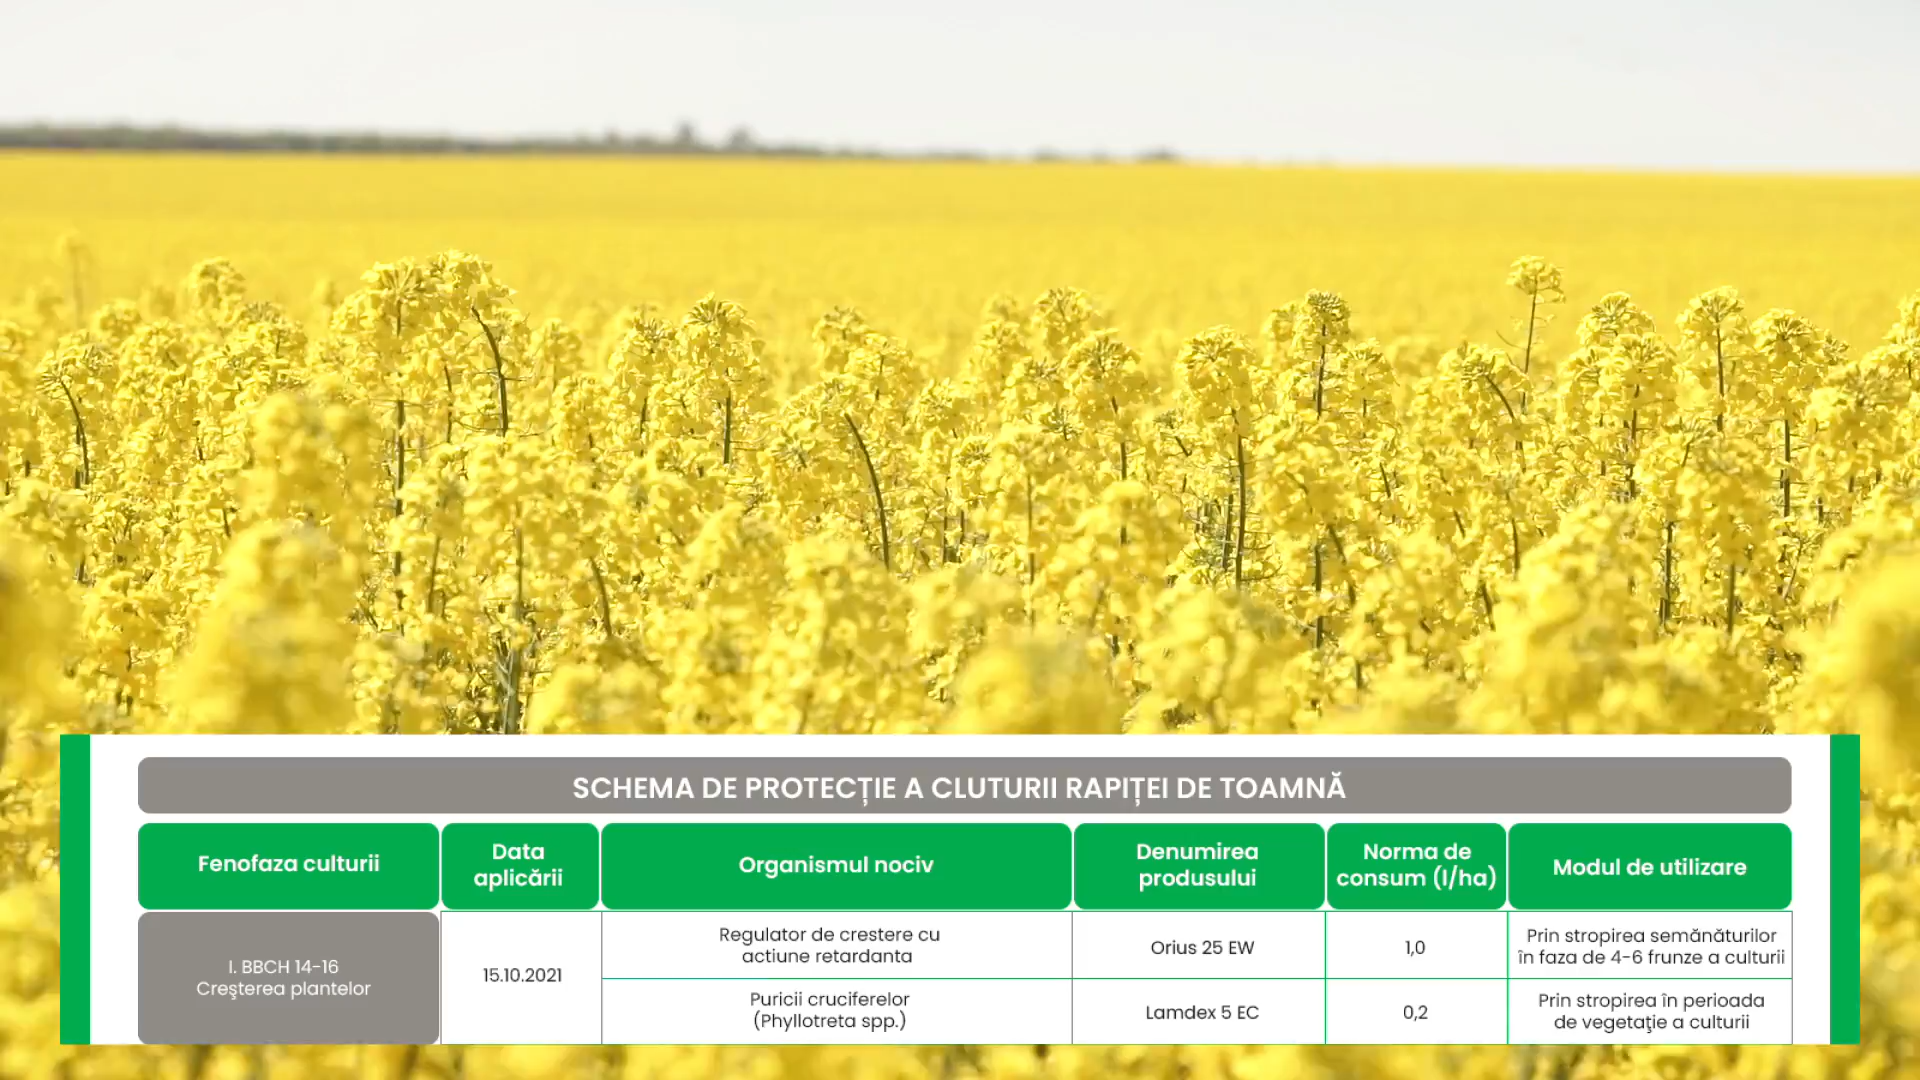 SCHEMA DE PROTECȚIE A CLUTURII RAPIȚEI DE TOAMNĂ
Fenofaza culturii
Data
aplicării
Organismul nociv
Denumirea
produsului
Norma de
consum (l/ha)
Modul de utilizare
I. BBCH 14-16
Creşterea plantelor
15.10.2021
Regulator de crestere cu
actiune retardanta
Orius 25 EW
1,0
Prin stropirea semănăturilor
în faza de 4-6 frunze a culturii
Puricii cruciferelor
(Phyllotreta spp.)
Lamdex 5 EC
0,2
Prin stropirea în perioada
de vegetaţie a culturii